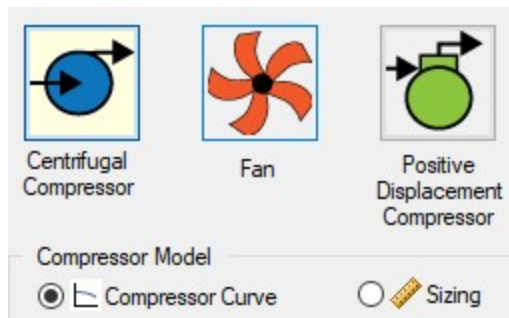 Centrifugal
Compressor
Fan
Positive
Displacement
Compressor
Compressor Model
Compressor Curve
Sizing